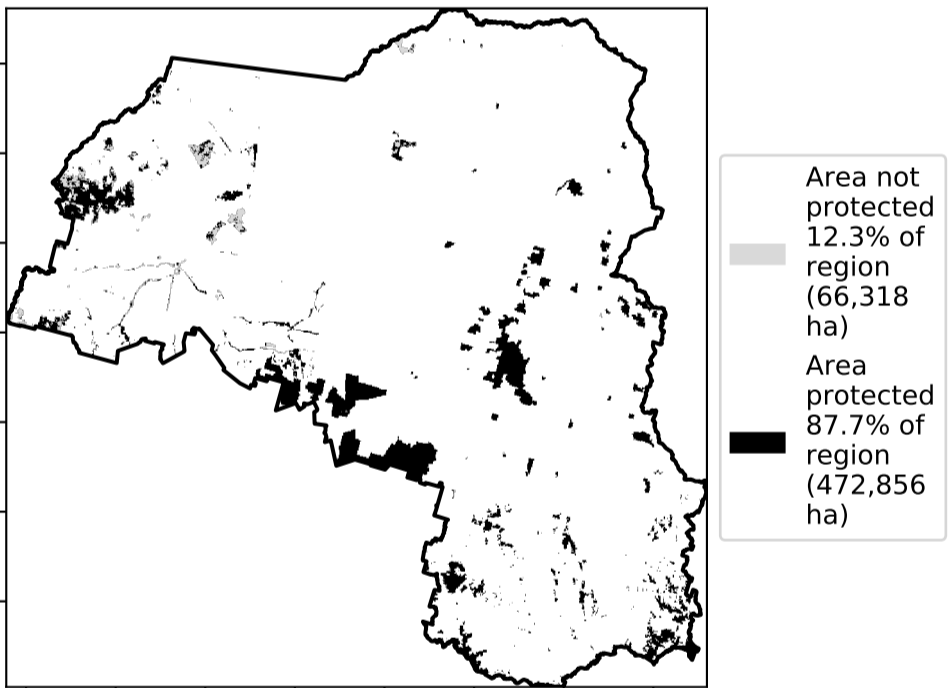 Area not
protected
12.3% of
region
(66,318
ha)
Area
protected
87.7% of
region
(472,856
ha)